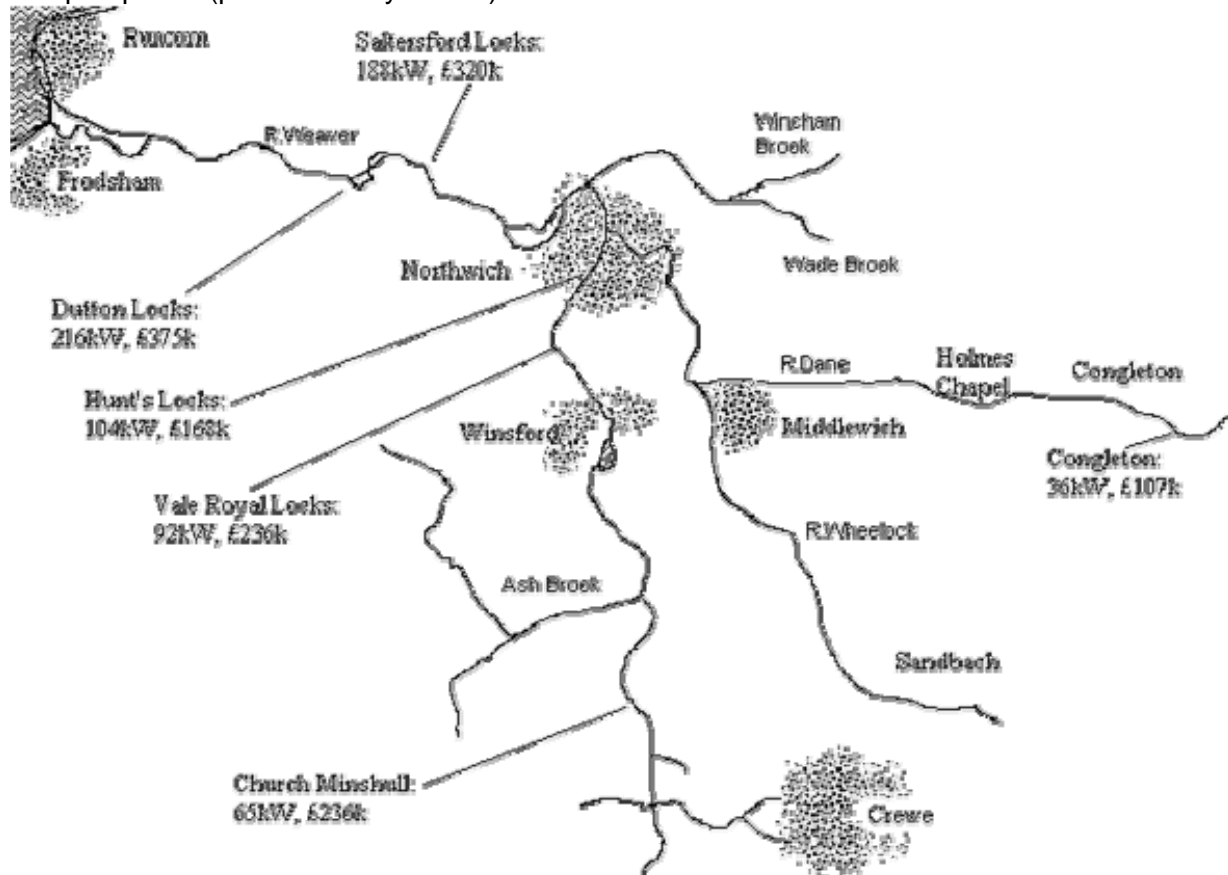 Runcorn
Saltersford Locks:
188kW, £320k
R.Weaver
Wincham
Brook
Frodsham
Northwich
Wade Brook
Dutton Locks:
216kW, £375k
R.Dane
Holmes
Chapel
Congleton
Hunt's Locks:
104kW, £168k
Winsford
Middlewich
Congleton:
36kW, £107k
Vale Royal Locks:
92kW, £236k
R.Wheelock
Ash Brook
Sandbach
Church Minshull:
65kW, £236k
Crewe